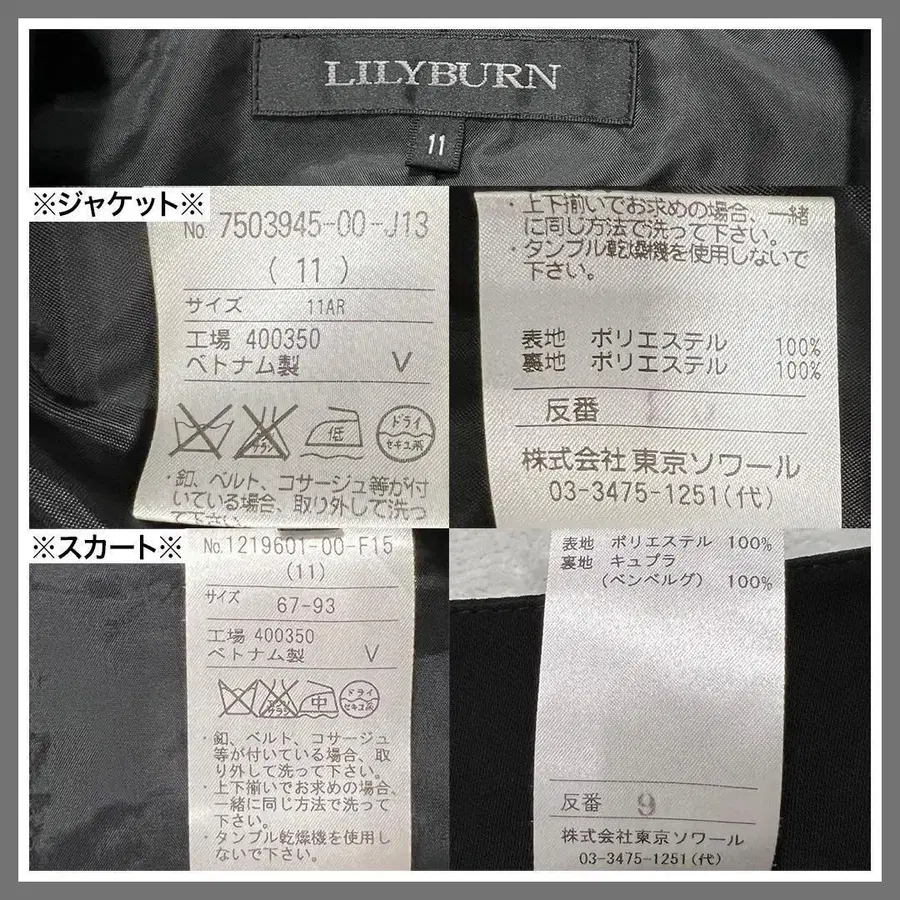 LILYBURN
11
※ジャケット※
No. 7503945-00-J13
(11)
サイズ 11AR
工場 400350
ベトナム製 V
低
ドライ
セキユ系
・釦、ベルト、コサージュ等が付
いている場合、取り外して洗っ
て下さい。
・上下揃いでお求めの場合、一緒
に同じ方法で洗って下さい。
・タンブル乾燥機を使用しないで
下さい。
表地 ポリエステル 100%
裏地 ポリエステル 100%
反番
株式会社 東京ソワール
03-3475-1251(代)
※スカート※
No.1219601-00-F15
(11)
サイズ
67-93
工場 400350
ベトナム製 V
中
ドライ
セキユ系
・釦、ベルト、コサージュ
等が付いている場合、取
り外して洗って下さい。
・上下揃いでお求めの場合、
一緒に同じ方法で洗って
下さい。
・タンブル乾燥機を使用し
ないで下さい。
表地 ポリエステル 100%
裏地 キュプラ
(ベンベルグ) 100%
反番 9
株式会社東京ソワール
03-3475-1251(代)